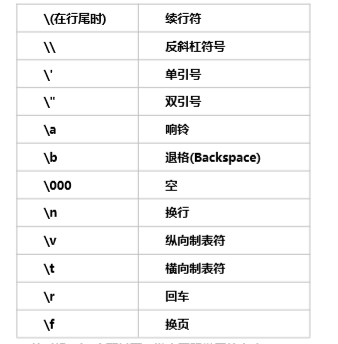 \(在行尾时) 续行符
\\ 反斜杠符号
\' 单引号
\" 双引号
\a 响铃
\b 退格(Backspace)
\000 空
\n 换行
\v 纵向制表符
\t 横向制表符
\r 回车
\f 换页